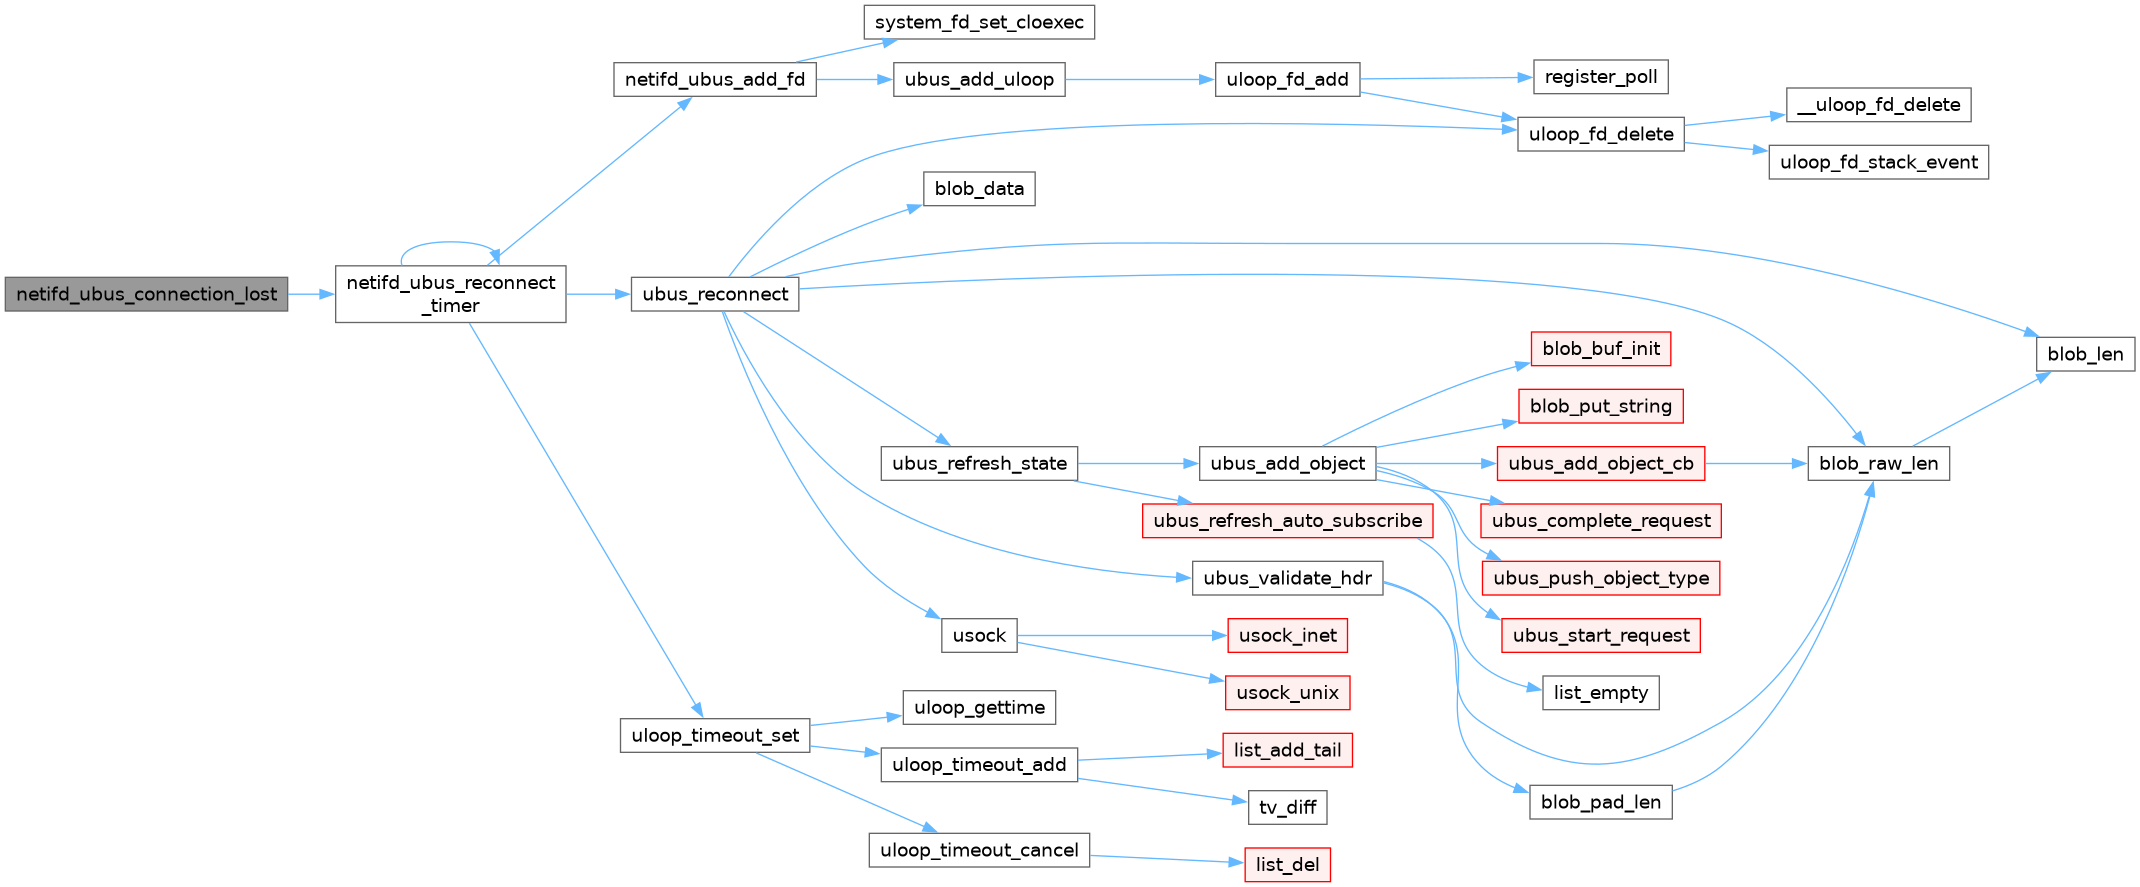 system_fd_set_cloexec
netifd_ubus_add_fd
ubus_add_uloop
uloop_fd_add
register_poll
__uloop_fd_delete
uloop_fd_delete
uloop_fd_stack_event
blob_data
netifd_ubus_connection_lost
netifd_ubus_reconnect
_timer
ubus_reconnect
blob_buf_init
blob_len
blob_put_string
ubus_refresh_state
ubus_add_object
ubus_add_object_cb
blob_raw_len
ubus_refresh_auto_subscribe
ubus_complete_request
ubus_validate_hdr
ubus_push_object_type
usock
usock_inet
ubus_start_request
usock_unix
list_empty
uloop_gettime
uloop_timeout_set
uloop_timeout_add
list_add_tail
tv_diff
blob_pad_len
uloop_timeout_cancel
list_del